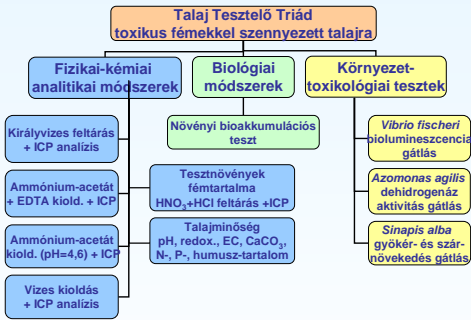 Talaj Tesztelő Triád
toxikus fémekkel szennyezett talajra
Fizikai-kémiai
analitikai módszerek
Biológiai
módszerek
Környezet-
toxikológiai tesztek
Királyvizes feltárás
+ ICP analízis
Ammónium-acetát
+ EDTA kiold. + ICP
Ammónium-acetát
kiold. (pH=4,6) + ICP
Vizes kioldás
+ ICP analízis
Tesztnövények
fémtartalma
HNO3+HCl feltárás +ICP
Talajminőség
pH, redox., EC, CaCO3,
N-, P-, humusz-tartalom
Növényi bioakkumulációs
teszt
Vibrio fischeri
biolumineszcencia
gátlás
Azomonas agilis
dehidrogenáz
aktivitás gátlás
Sinapis alba
gyökér- és szár-
növekedés gátlás